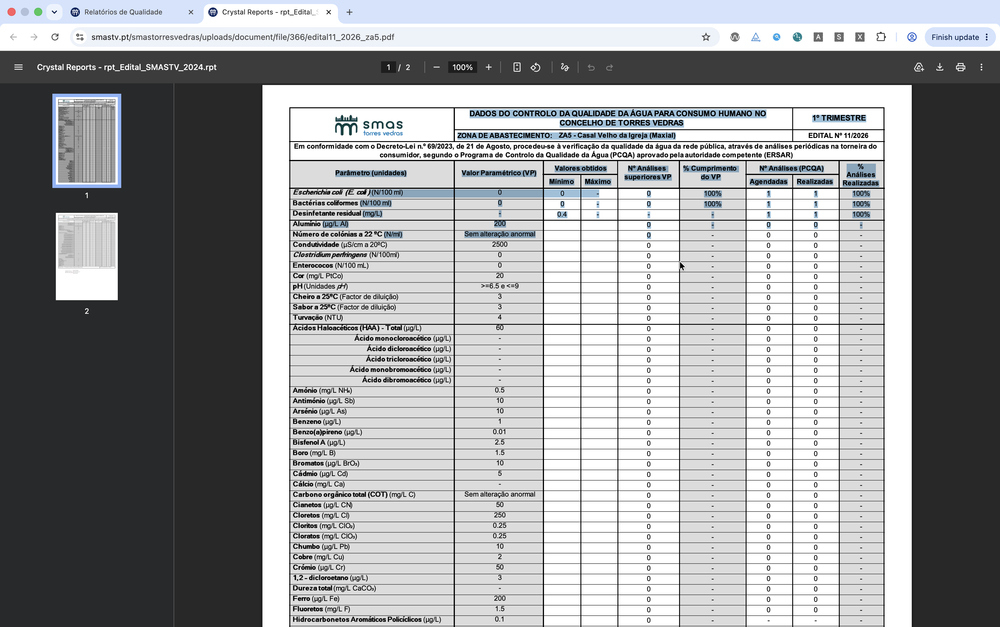 Relatórios de Qualidade
Crystal Reports - rpt_Edital_S
smastv.pt/smastorresvedras/uploads/document/file/366/edital11_2026_za5.pdf
A S X
Finish update
Crystal Reports - rpt_Edital_SMASTV_2024.rpt
1 / 2
100%
1
2
smas
torres vedras
DADOS DO CONTROLO DA QUALIDADE DA ÁGUA PARA CONSUMO HUMANO NO
CONCELHO DE TORRES VEDRAS
1º TRIMESTRE
ZONA DE ABASTECIMENTO: ZA5 - Casal Velho da Igreja (Maxial)
EDITAL Nº 11/2026
Em conformidade com o Decreto-Lei n.º 69/2023, de 21 de Agosto, procedeu-se à verificação da qualidade da água da rede pública, através de análises periódicas na torneira do
consumidor, segundo o Programa de Controlo da Qualidade da Água (PCQA) aprovado pela autoridade competente (ERSAR)
Parâmetro (unidades) Valor Paramétrico (VP) Valores obtidos Nº Análises superiores VP % Cumprimento do VP Nº Análises (PCQA) % Análises Realizadas
Mínimo Máximo Agendadas Realizadas
Escherichia coli (E. coli) (N/100 ml) 0 0 - 0 100% 1 1 100%
Bactérias coliformes (N/100 ml) 0 0 - 0 100% 1 1 100%
Desinfetante residual (mg/L) - 0.4 - - - 1 1 100%
Alumínio (µg/L Al) 200 0 - 0 0 -
Número de colónias a 22 ºC (N/ml) Sem alteração anormal 0 - 0 0 -
Condutividade (µS/cm a 20ºC) 2500 0 - 0 0 -
Clostridium perfringens (N/100ml) 0 0 - 0 0 -
Enterococos (N/100 mL) 0 0 - 0 0 -
Cor (mg/L PtCo) 20 0 - 0 0 -
pH (Unidades pH) >=6.5 e <=9 0 - 0 0 -
Cheiro a 25ºC (Factor de diluição) 3 0 - 0 0 -
Sabor a 25ºC (Factor de diluição) 3 0 - 0 0 -
Turvação (NTU) 4 0 - 0 0 -
Ácidos Haloacéticos (HAA) - Total (µg/L) 60 0 - 0 0 -
Ácido monocloroacético (µg/L) - 0 - 0 0 -
Ácido dicloroacético (µg/L) - 0 - 0 0 -
Ácido tricloroacético (µg/L) - 0 - 0 0 -
Ácido monobromoacético (µg/L) - 0 - 0 0 -
Ácido dibromoacético (µg/L) - 0 - 0 0 -
Amónio (mg/L NH₄) 0.5 0 - 0 0 -
Antimónio (µg/L Sb) 10 0 - 0 0 -
Arsénio (µg/L As) 10 0 - 0 0 -
Benzeno (µg/L) 1 0 - 0 0 -
Benzo(a)pireno (µg/L) 0.01 0 - 0 0 -
Bisfenol A (µg/L) 2.5 0 - 0 0 -
Boro (mg/L B) 1.5 0 - 0 0 -
Bromatos (µg/L BrO₃) 10 0 - 0 0 -
Cádmio (µg/L Cd) 5 0 - 0 0 -
Cálcio (mg/L Ca) - 0 - 0 0 -
Carbono orgânico total (COT) (mg/L C) Sem alteração anormal 0 - 0 0 -
Cianetos (µg/L CN) 50 0 - 0 0 -
Cloretos (mg/L Cl) 250 0 - 0 0 -
Cloritos (mg/L ClO₂) 0.25 0 - 0 0 -
Cloratos (mg/L ClO₃) 0.25 0 - 0 0 -
Chumbo (µg/L Pb) 10 0 - 0 0 -
Cobre (mg/L Cu) 2 0 - 0 0 -
Crómio (µg/L Cr) 50 0 - 0 0 -
1,2 - dicloroetano (µg/L) 3 0 - 0 0 -
Dureza total (mg/L CaCO₃) - 0 - 0 0 -
Ferro (µg/L Fe) 200 0 - 0 0 -
Fluoretos (mg/L F) 1.5 0 - 0 0 -
Hidrocarbonetos Aromáticos Policíclicos (µg/L) 0.1 0 - - - -